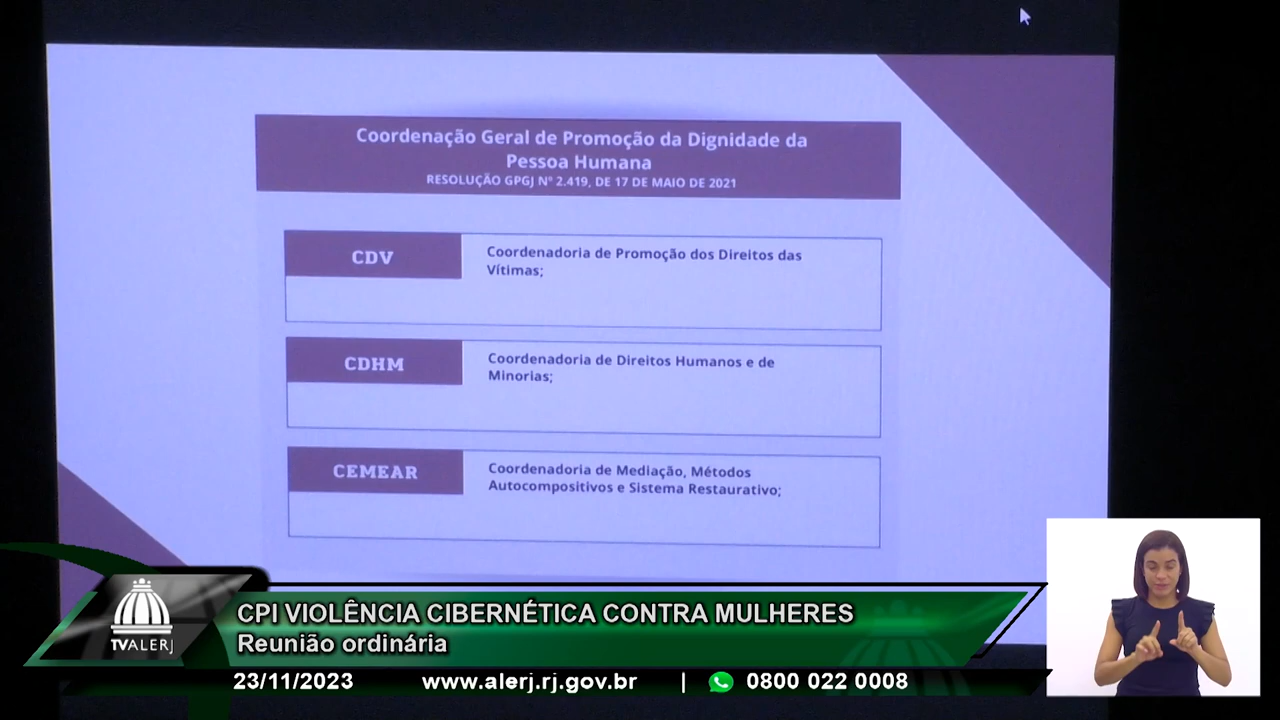 Coordenação Geral de Promoção da Dignidade da
Pessoa Humana
RESOLUÇÃO GPGJ Nº 2.419, DE 17 DE MAIO DE 2021
CDV
Coordenadoria de Promoção dos Direitos das
Vítimas;
CDHM
Coordenadoria de Direitos Humanos e de
Minorias;
CEMEAR
Coordenadoria de Mediação, Métodos
Autocompositivos e Sistema Restaurativo;
TVALERJ
CPI VIOLÊNCIA CIBERNÉTICA CONTRA MULHERES
Reunião ordinária
23/11/2023 www.alerj.rj.gov.br | 0800 022 0008